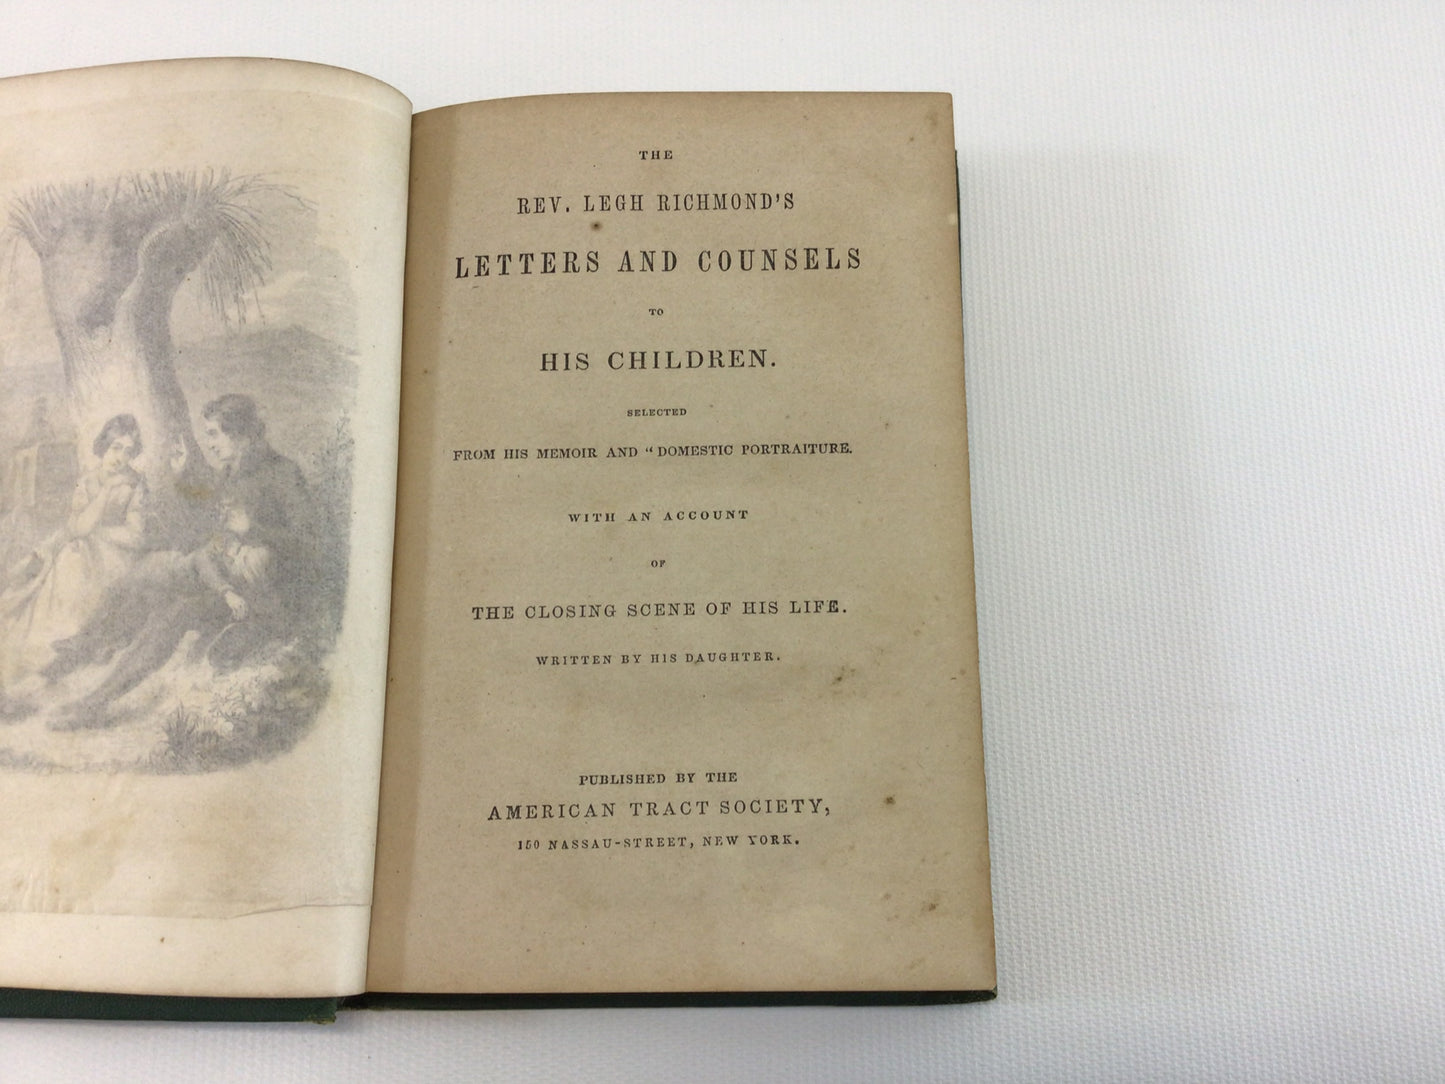 THE
REV. LEGH RICHMOND'S
LETTERS AND COUNSELS
TO
HIS CHILDREN.
SELECTED
FROM HIS MEMOIR AND “DOMESTIC PORTRAITURE.
WITH AN ACCOUNT
OF
THE CLOSING SCENE OF HIS LIFE.
WRITTEN BY HIS DAUGHTER.
PUBLISHED BY THE
AMERICAN TRACT SOCIETY,
150 NASSAU-STREET, NEW YORK.